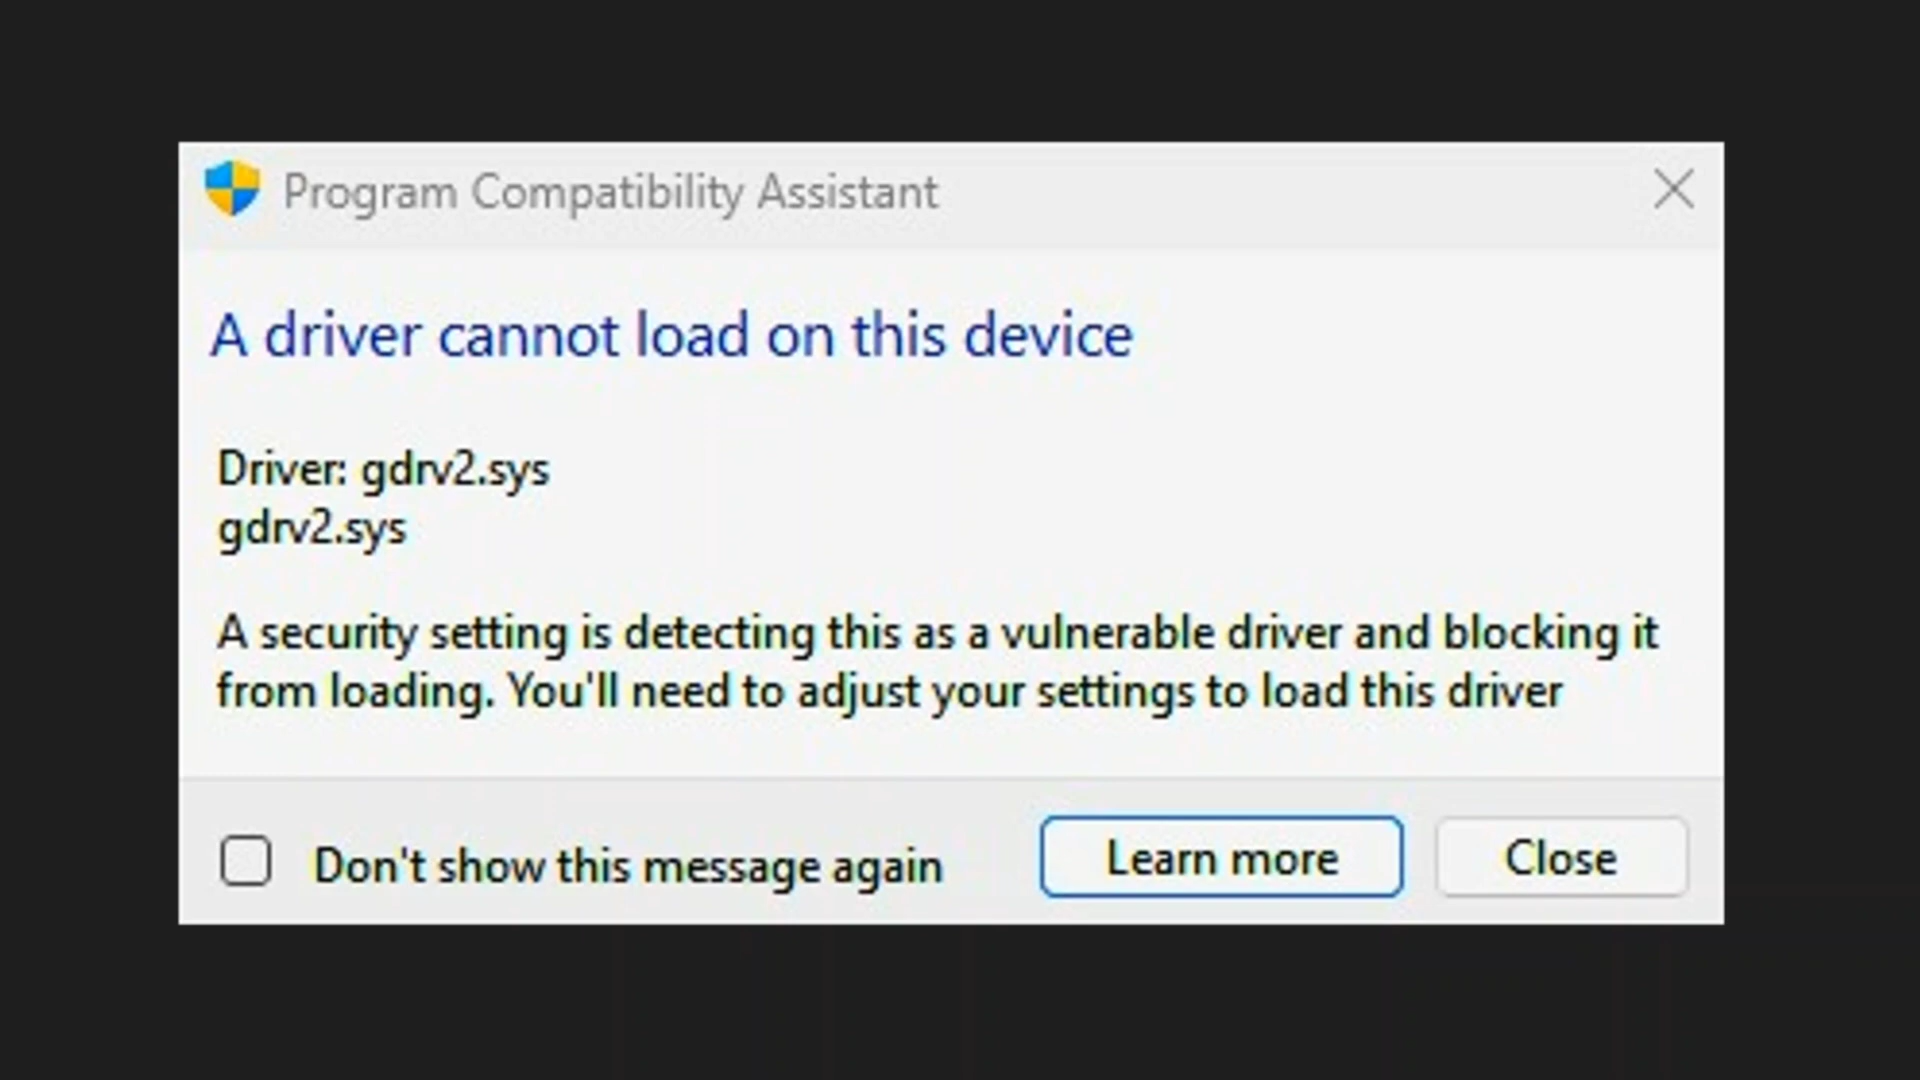 Program Compatibility Assistant
A driver cannot load on this device
Driver: gdrv2.sys
gdrv2.sys
A security setting is detecting this as a vulnerable driver and blocking it
from loading. You'll need to adjust your settings to load this driver
Don't show this message again
Learn more
Close